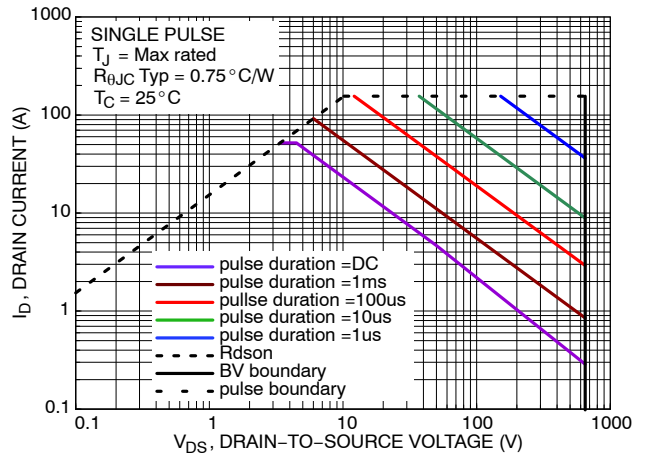 1000
100
10
1
0.1
I_D, DRAIN CURRENT (A)
SINGLE PULSE
T_J = Max rated
R_θJC Typ = 0.75°C/W
T_C = 25°C
pulse duration =DC
pulse duration =1ms
pullse duration =100us
pulse duration =10us
pulse duration =1us
Rdson
BV boundary
pulse boundary
0.1 1 10 100 1000
V_DS, DRAIN−TO−SOURCE VOLTAGE (V)